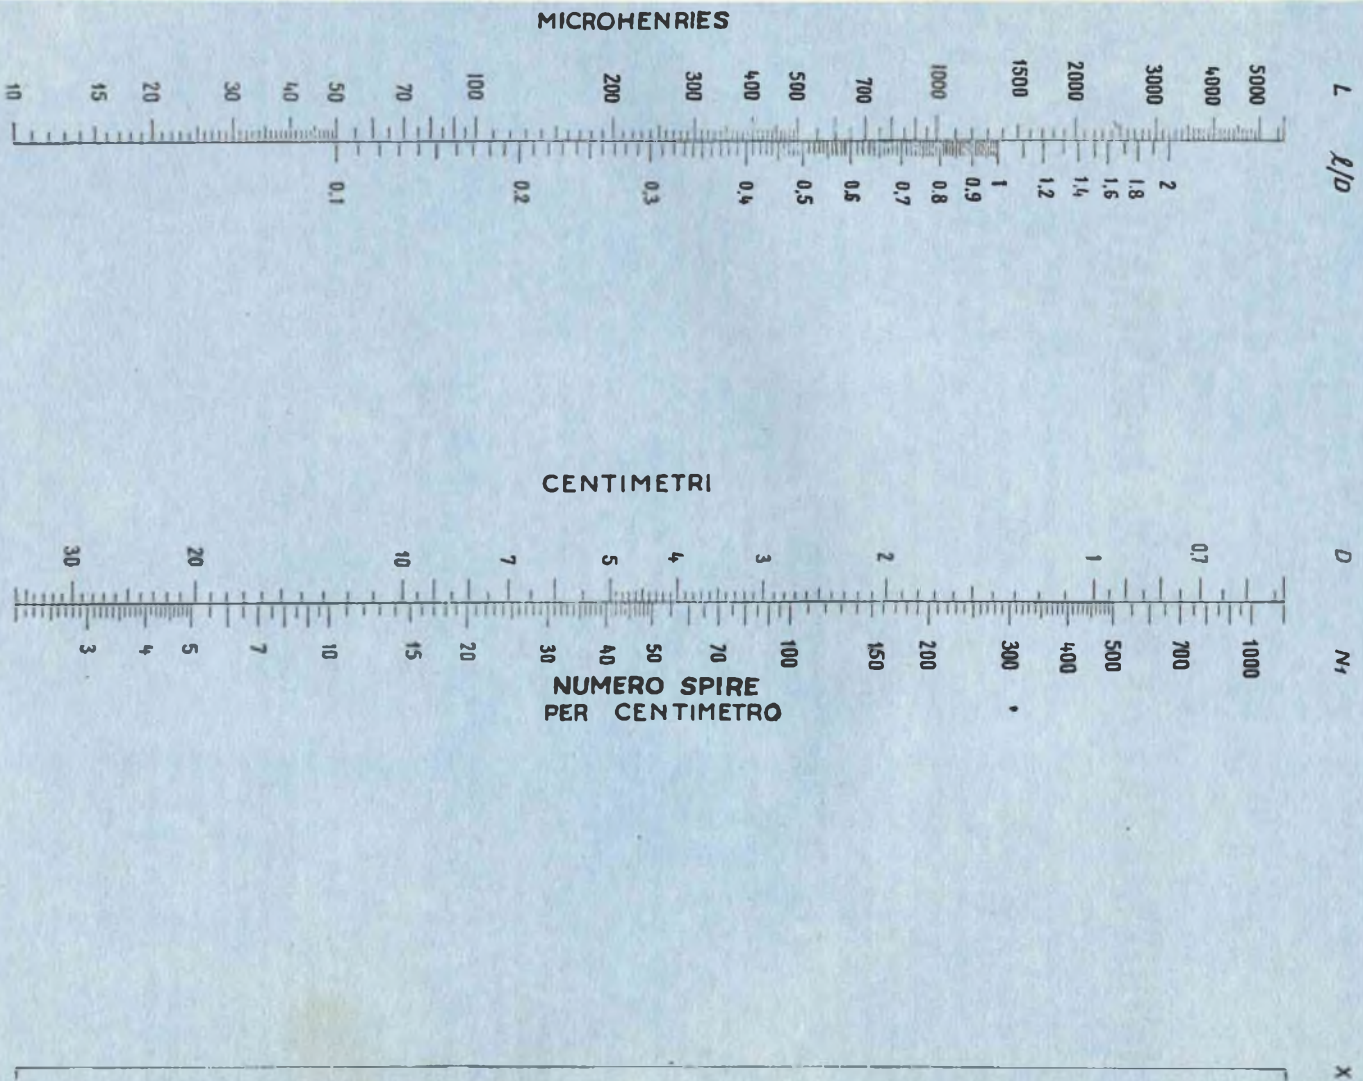 MICROHENRIES
L
10 15 20 30 40 50 70 100 200 300 400 500 700 1000 1500 2000 3000 4000 5000
l/D
0.1 0.2 0.3 0.4 0.5 0.6 0.7 0.8 0.9 1 1.2 1.4 1.6 1.8 2
CENTIMETRI
D
30 20 10 7 5 4 3 2 1 0.7
N1
3 4 5 7 10 15 20 30 40 50 70 100 150 200 300 400 500 700 1000
NUMERO SPIRE
PER CENTIMETRO
X